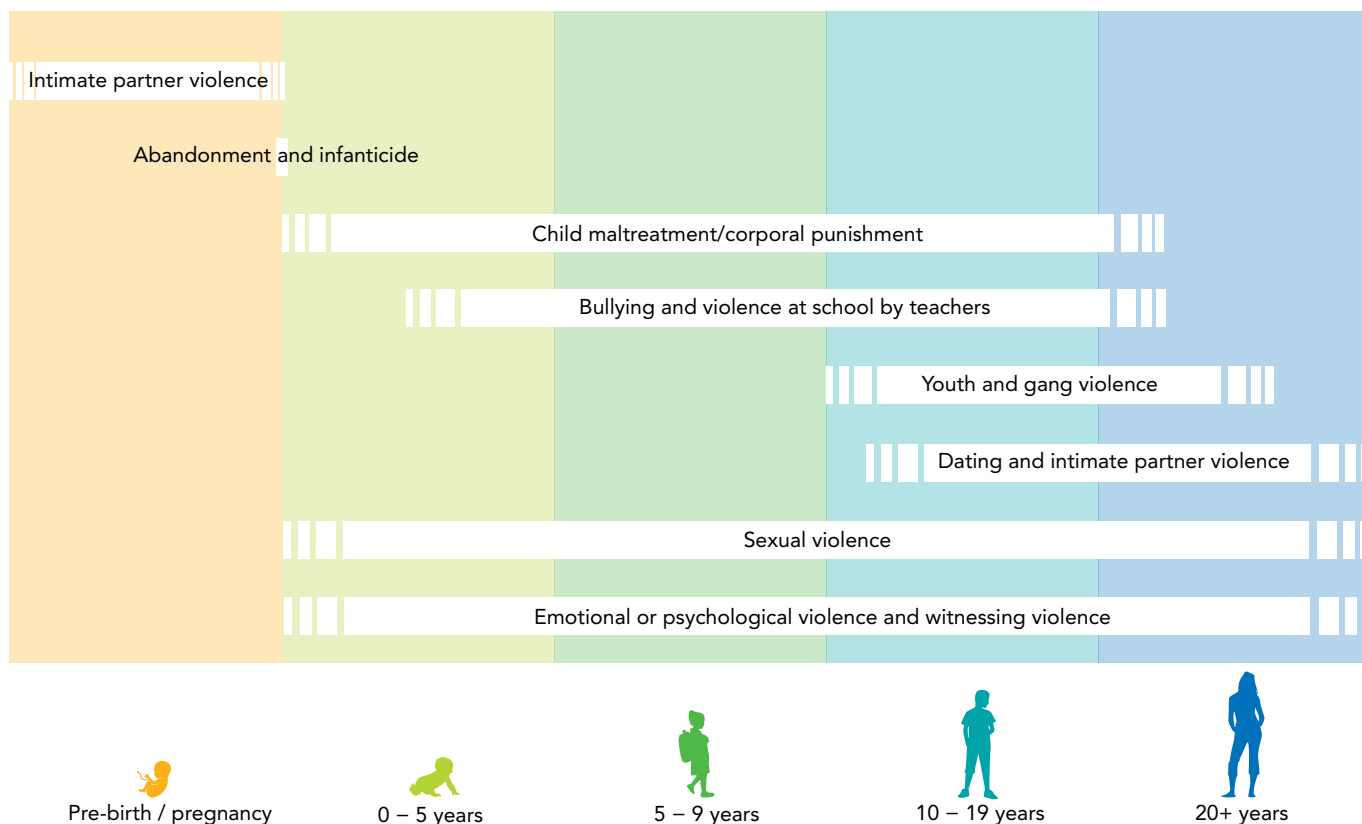 Intimate partner violence
Abandonment and infanticide
Child maltreatment/corporal punishment
Bullying and violence at school by teachers
Youth and gang violence
Dating and intimate partner violence
Sexual violence
Emotional or psychological violence and witnessing violence
Pre-birth / pregnancy
0 – 5 years
5 – 9 years
10 – 19 years
20+ years